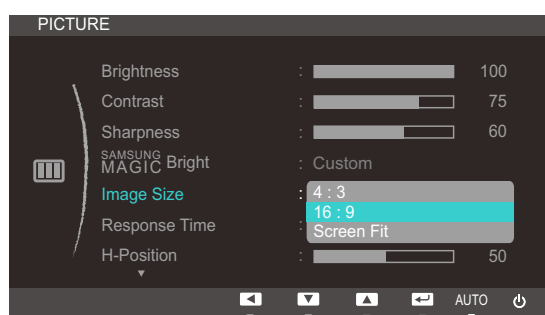 PICTURE
Brightness : 100
Contrast : 75
Sharpness : 60
SAMSUNG
MAGIC Bright : Custom
Image Size : 4 : 3
16 : 9
Screen Fit
Response Time :
H-Position : 50
AUTO